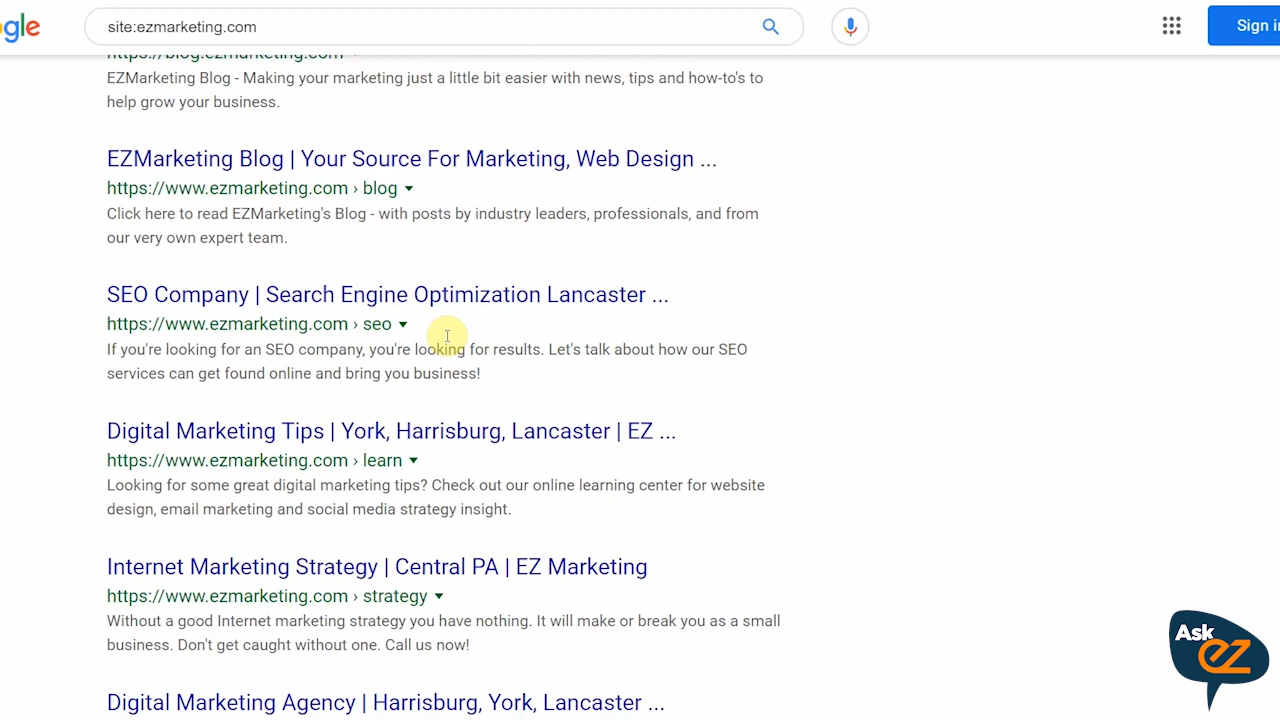 gle
site:ezmarketing.com
Sign in
https://blog.ezmarketing.com
EZMarketing Blog - Making your marketing just a little bit easier with news, tips and how-to's to
help grow your business.
EZMarketing Blog | Your Source For Marketing, Web Design ...
https://www.ezmarketing.com › blog
Click here to read EZMarketing's Blog - with posts by industry leaders, professionals, and from
our very own expert team.
SEO Company | Search Engine Optimization Lancaster ...
https://www.ezmarketing.com › seo
If you're looking for an SEO company, you're looking for results. Let's talk about how our SEO
services can get found online and bring you business!
Digital Marketing Tips | York, Harrisburg, Lancaster | EZ ...
https://www.ezmarketing.com › learn
Looking for some great digital marketing tips? Check out our online learning center for website
design, email marketing and social media strategy insight.
Internet Marketing Strategy | Central PA | EZ Marketing
https://www.ezmarketing.com › strategy
Without a good Internet marketing strategy you have nothing. It will make or break you as a small
business. Don't get caught without one. Call us now!
Digital Marketing Agency | Harrisburg, York, Lancaster ...
Ask
ez